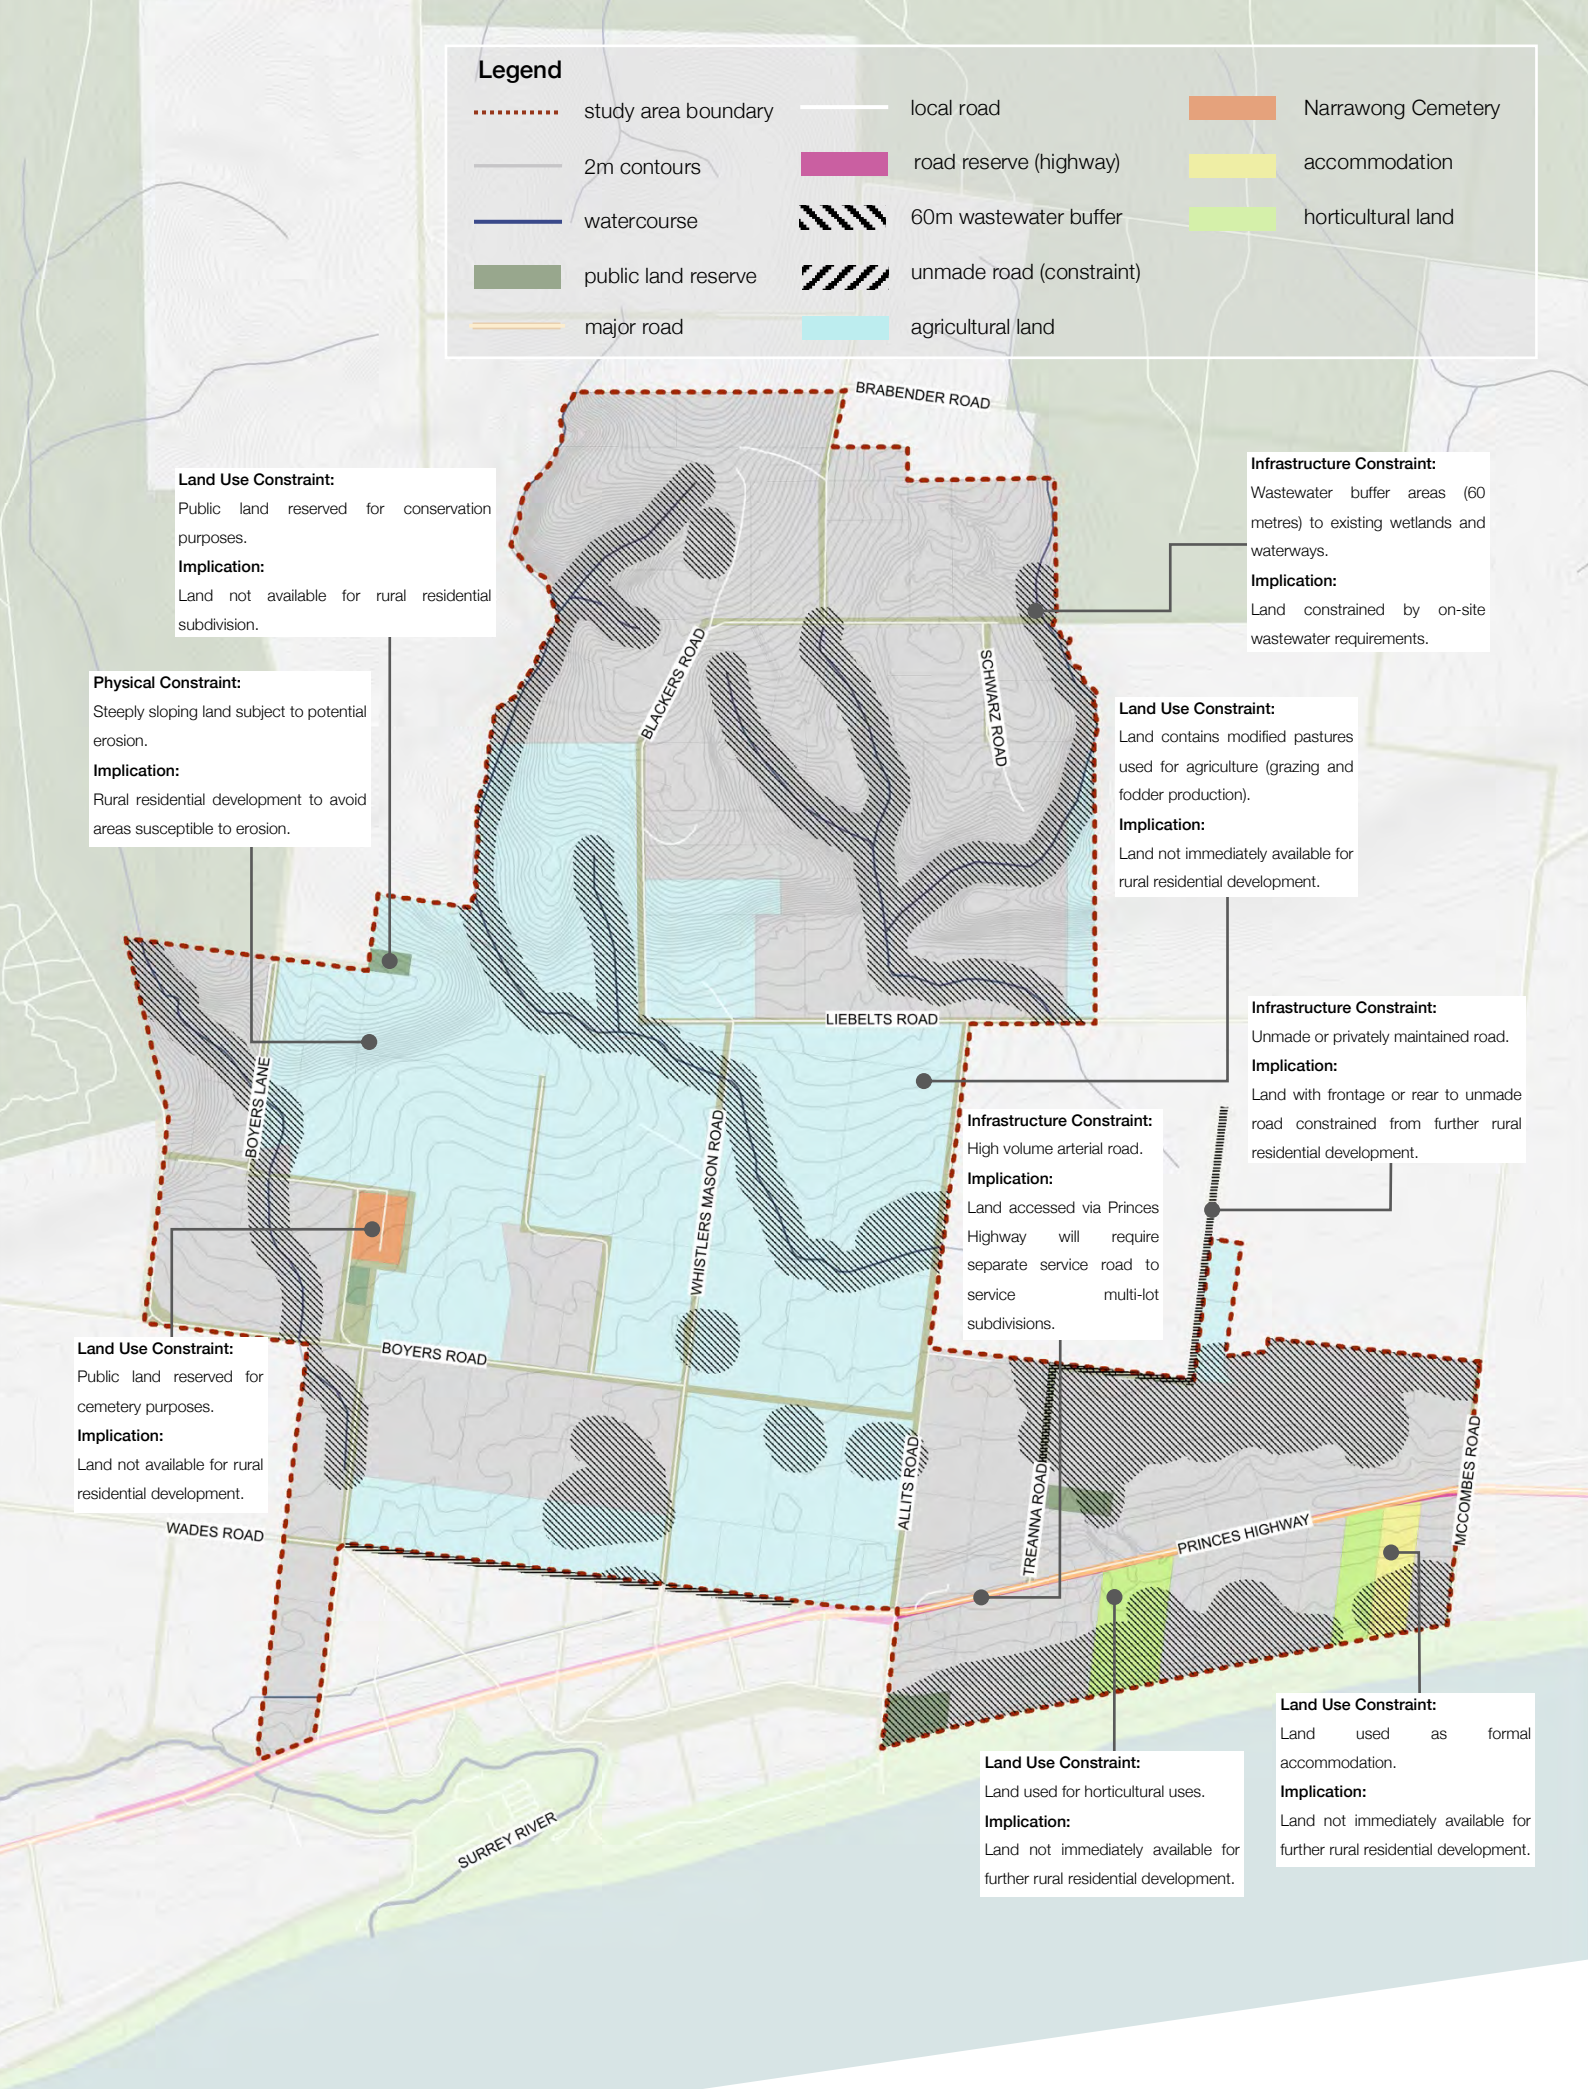 Legend
study area boundary
2m contours
watercourse
public land reserve
major road
local road
road reserve (highway)
60m wastewater buffer
unmade road (constraint)
agricultural land
Narrawong Cemetery
accommodation
horticultural land
BRABENDER ROAD
Land Use Constraint:
Public land reserved for conservation
purposes.
Implication:
Land not available for rural residential
subdivision.
Infrastructure Constraint:
Wastewater buffer areas (60
metres) to existing wetlands and
waterways.
Implication:
Land constrained by on-site
wastewater requirements.
Physical Constraint:
Steeply sloping land subject to potential
erosion.
Implication:
Rural residential development to avoid
areas susceptible to erosion.
BLACKERS ROAD
SCHWARZ ROAD
Land Use Constraint:
Land contains modified pastures
used for agriculture (grazing and
fodder production).
Implication:
Land not immediately available for
rural residential development.
LIEBELTS ROAD
Infrastructure Constraint:
Unmade or privately maintained road.
Implication:
Land with frontage or rear to unmade
road constrained from further rural
residential development.
BOYERS LANE
WHISTLERS MASON ROAD
Infrastructure Constraint:
High volume arterial road.
Implication:
Land accessed via Princes
Highway will require
separate service road to
service multi-lot
subdivisions.
Land Use Constraint:
Public land reserved for
cemetery purposes.
Implication:
Land not available for rural
residential development.
BOYERS ROAD
WADES ROAD
ALLITS ROAD
TREANNA ROAD
PRINCES HIGHWAY
MCCOMBES ROAD
Land Use Constraint:
Land used for horticultural uses.
Implication:
Land not immediately available for
further rural residential development.
Land Use Constraint:
Land used as formal
accommodation.
Implication:
Land not immediately available for
further rural residential development.
SURREY RIVER